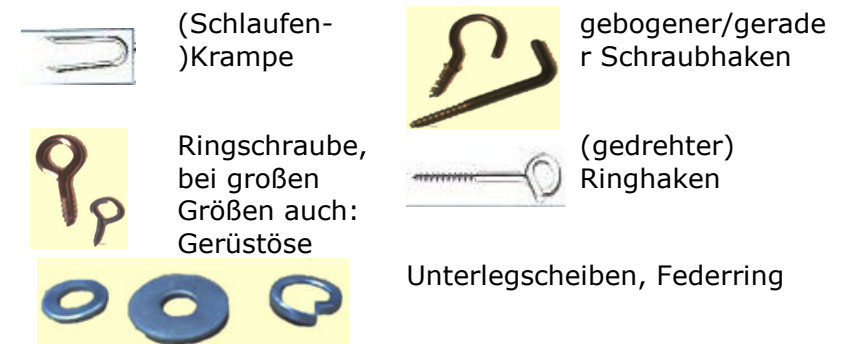 (Schlaufen-
)Krampe
gebogener/gerade
r Schraubhaken
Ringschraube,
bei großen
Größen auch:
Gerüstöse
(gedrehter)
Ringhaken
Unterlegscheiben, Federring